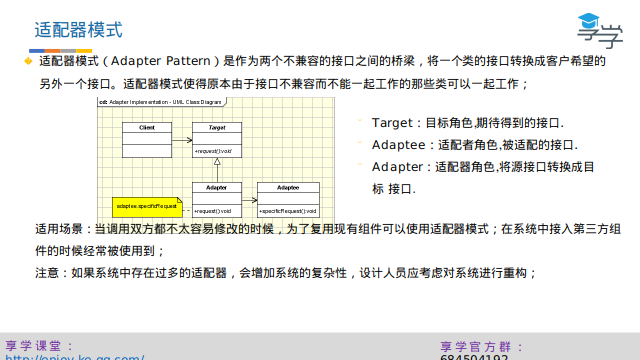 适配器模式
享学
适配器模式（Adapter Pattern）是作为两个不兼容的接口之间的桥梁，将一个类的接口转换成客户希望的
另外一个接口。适配器模式使得原本由于接口不兼容而不能一起工作的那些类可以一起工作；
cd: Adapter Implementation - UML Class Diagram
Client
Target
+request():void
Adapter
Adaptee
adaptee.specificRequest
+request():void
+specificRequest():void
Target：目标角色,期待得到的接口.
Adaptee：适配者角色,被适配的接口.
Adapter：适配器角色,将源接口转换成目
标 接口.
适用场景：当调用双方都不太容易修改的时候，为了复用现有组件可以使用适配器模式；在系统中接入第三方组
件的时候经常被使用到；
注意：如果系统中存在过多的适配器，会增加系统的复杂性，设计人员应考虑对系统进行重构；
享学课堂：
http://enjoy.ke.qq.com/
享学官方群：
684504192